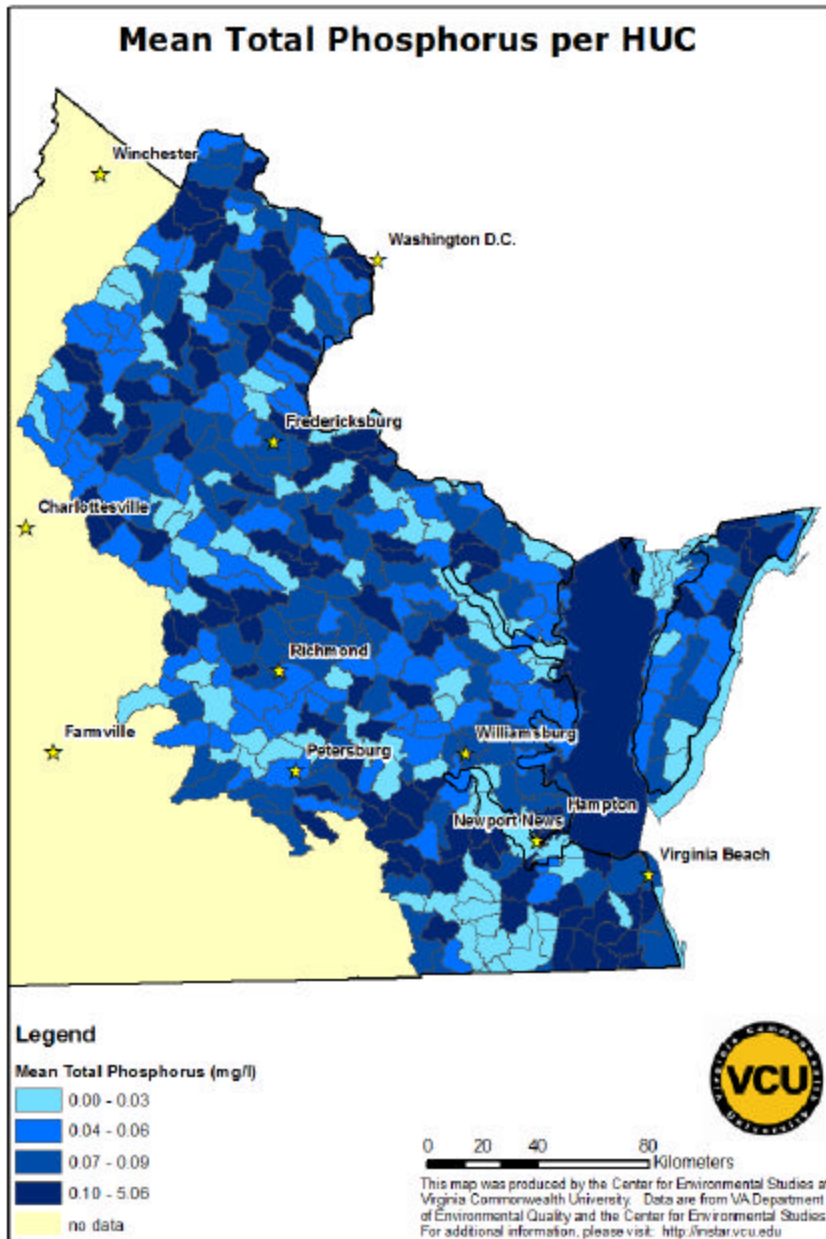 Mean Total Phosphorus per HUC
Winchester
Washington D.C.
Fredericksburg
Charlottesville
Richmond
Farmville
Williamsburg
Petersburg
Hampton
Newport News
Virginia Beach
Legend
Mean Total Phosphorus (mg/l)
0.00 - 0.03
0.04 - 0.06
0.07 - 0.09
0.10 - 5.06
no data
Virginia Commonwealth University
VCU
0 20 40 80
Kilometers
This map was produced by the Center for Environmental Studies at
Virginia Commonwealth University. Data are from VA Department
of Environmental Quality and the Center for Environmental Studies
For additional information, please visit: http://instar.vcu.edu